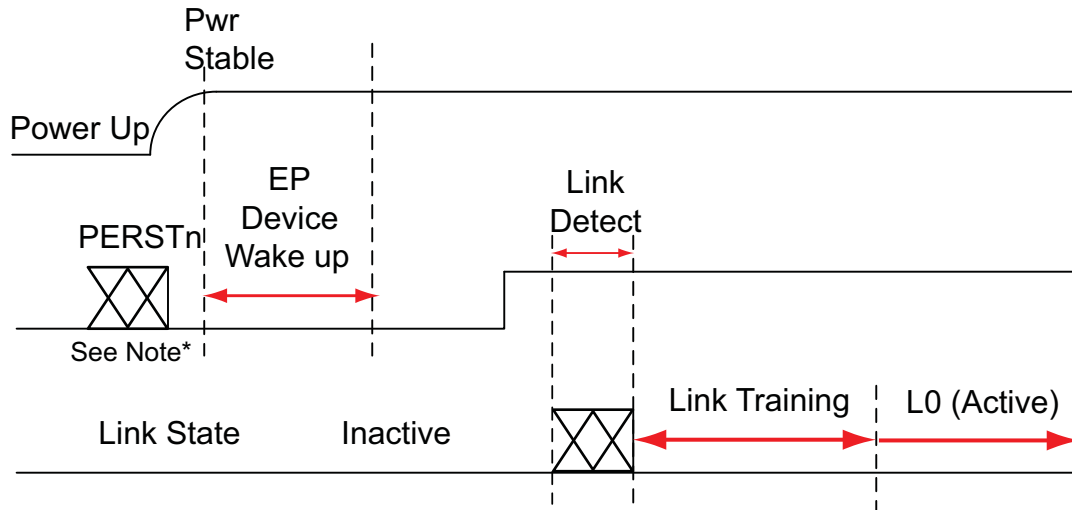 Pwr
Stable
Power Up
EP
Device
Wake up
Link
Detect
PERSTn
See Note*
Link State
Inactive
Link Training
L0 (Active)